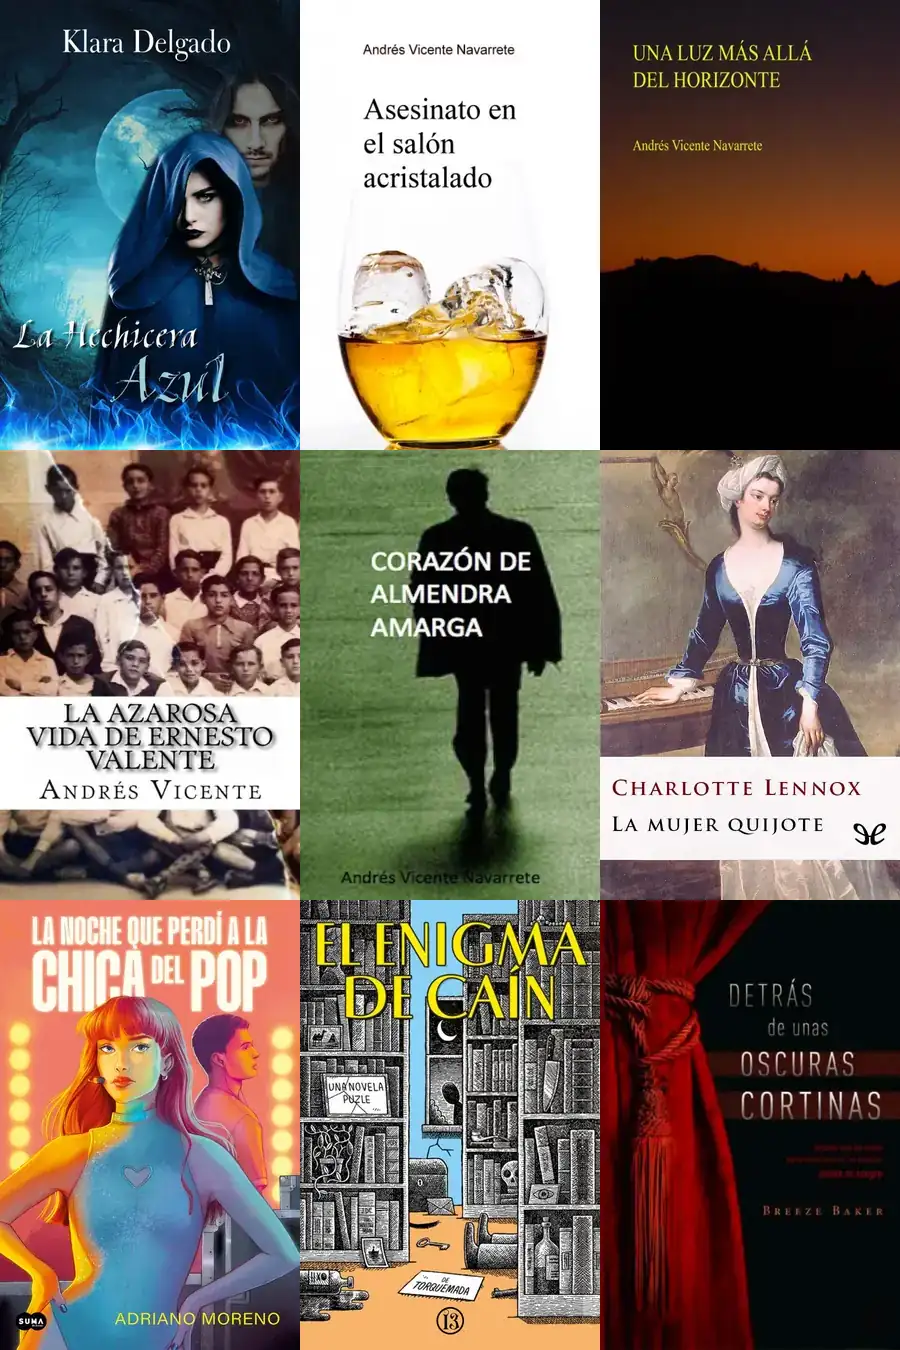 Klara Delgado
La Hechicera
Azul
Andrés Vicente Navarrete
Asesinato en
el salón
acristalado
UNA LUZ MÁS ALLÁ
DEL HORIZONTE
Andrés Vicente Navarrete
LA AZAROSA
VIDA DE ERNESTO
VALENTE
ANDRÉS VICENTE
CORAZÓN DE
ALMENDRA
AMARGA
Andrés Vicente Navarrete
CHARLOTTE LENNOX
LA MUJER QUIJOTE
LA NOCHE QUE PERDÍ A LA
CHICA DEL POP
SUMA
ADRIANO MORENO
EL ENIGMA
DE CAÍN
UNA NOVELA
PUZLE
DE
TORQUEMADA
13
DETRÁS
de unas
OSCURAS
CORTINAS
BREEZE BAKER